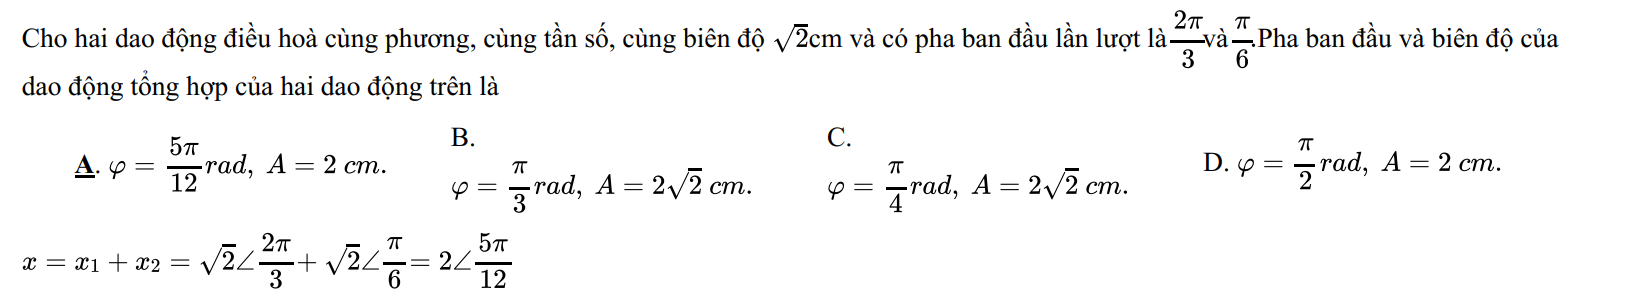 Cho hai dao động điều hoà cùng phương, cùng tần số, cùng biên độ √2cm và có pha ban đầu lần lượt là 2π/3 và π/6. Pha ban đầu và biên độ của
dao động tổng hợp của hai dao động trên là
A. φ = 5π/12 rad, A = 2 cm.
B.
φ = π/3 rad, A = 2√2 cm.
C.
φ = π/4 rad, A = 2√2 cm.
D. φ = π/2 rad, A = 2 cm.
x = x₁ + x₂ = √2∠2π/3 + √2∠π/6 = 2∠5π/12